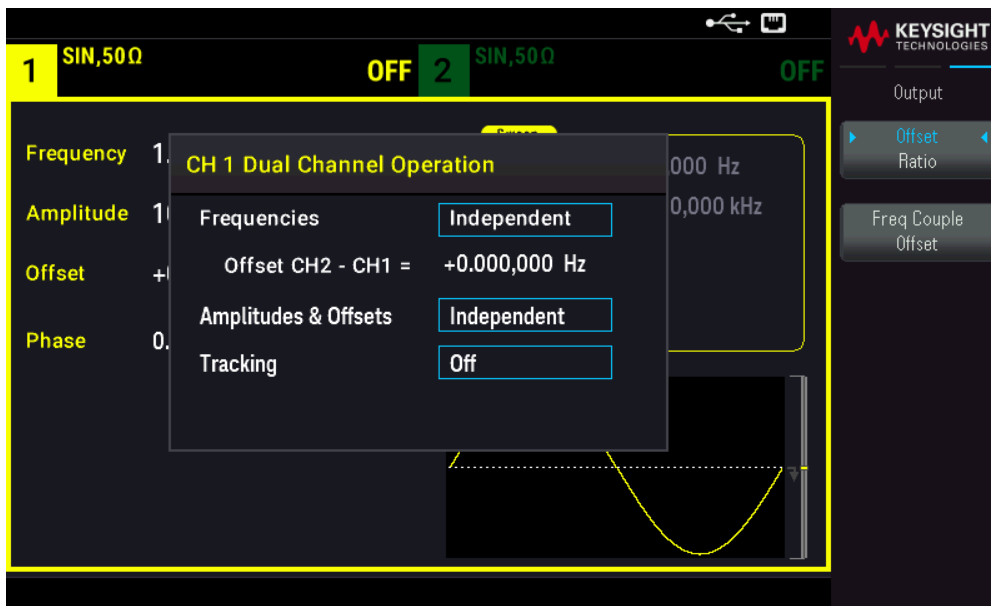 KEYSIGHT
TECHNOLOGIES
1 SIN,50Ω OFF 2 SIN,50Ω OFF
Output
Offset
Ratio
Freq Couple
Offset
Frequency 1.
Amplitude
Offset
Phase 0.
,000 Hz
0,000 kHz
CH 1 Dual Channel Operation
Frequencies Independent
Offset CH2 - CH1 = +0.000,000 Hz
Amplitudes & Offsets Independent
Tracking Off